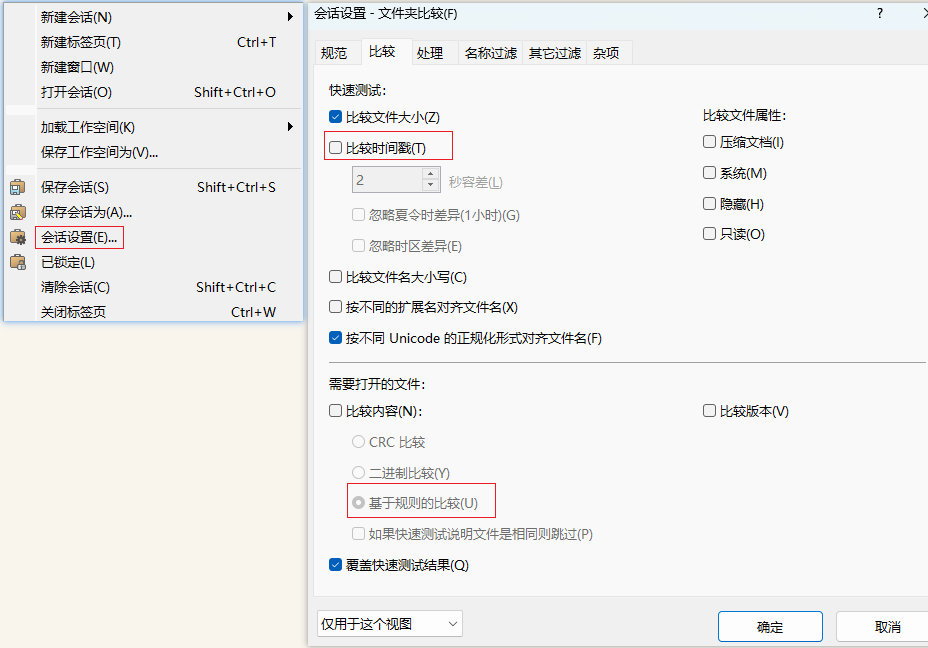 新建会话(N)
新建标签页(T) Ctrl+T
新建窗口(W)
打开会话(O) Shift+Ctrl+O
加载工作空间(K)
保存工作空间为(V)...
保存会话(S) Shift+Ctrl+S
保存会话为(A)...
会话设置(E)...
已锁定(L)
清除会话(C) Shift+Ctrl+C
关闭标签页 Ctrl+W
会话设置 - 文件夹比较(F) ?
规范 比较 处理 名称过滤 其它过滤 杂项
快速测试:
比较文件大小(Z)
比较时间戳(T)
2 秒容差(L)
忽略夏令时差异(1小时)(G)
忽略时区差异(E)
比较文件名大小写(C)
按不同的扩展名对齐文件名(X)
按不同 Unicode 的正规化形式对齐文件名(F)
比较文件属性:
压缩文档(I)
系统(M)
隐藏(H)
只读(O)
需要打开的文件:
比较内容(N):
CRC 比较
二进制比较(Y)
基于规则的比较(U)
如果快速测试说明文件是相同则跳过(P)
覆盖快速测试结果(Q)
比较版本(V)
仅用于这个视图
确定
取消